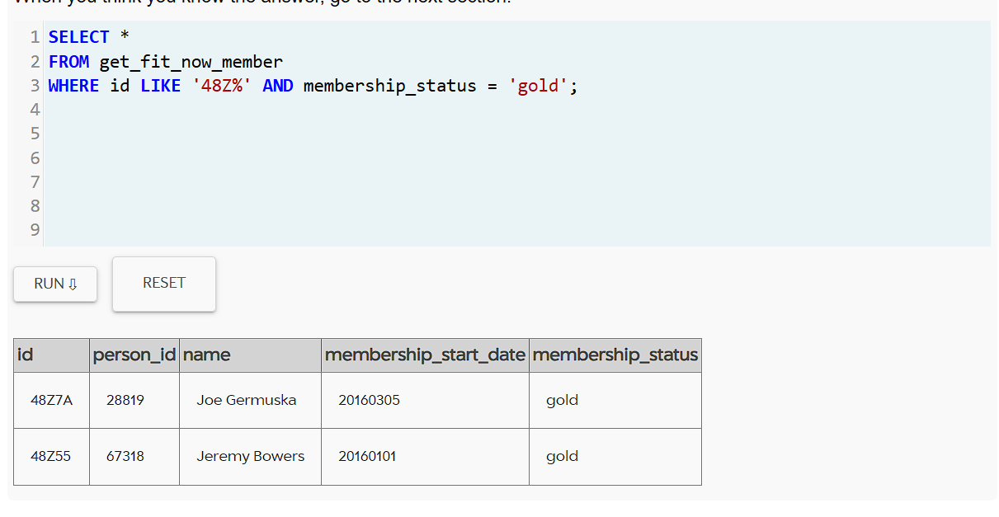 When you think you know the answer, go to the next section.
1 SELECT *
2 FROM get_fit_now_member
3 WHERE id LIKE '48Z%' AND membership_status = 'gold';
4
5
6
7
8
9
RUN ⇩ RESET
id person_id name membership_start_date membership_status
48Z7A 28819 Joe Germuska 20160305 gold
48Z55 67318 Jeremy Bowers 20160101 gold